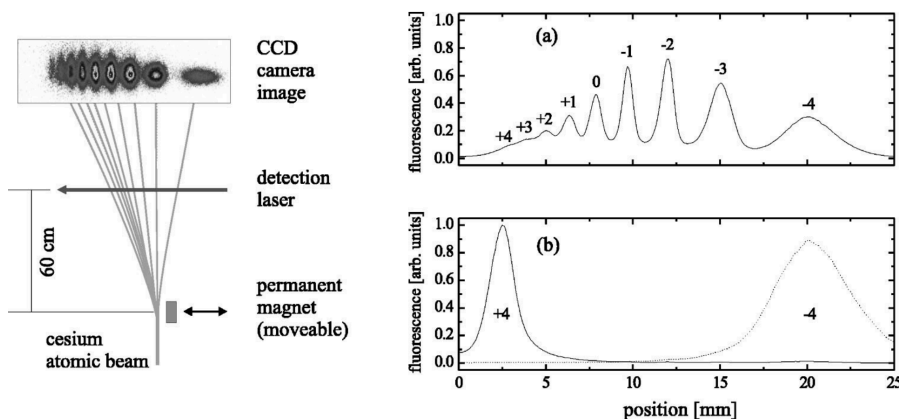 CCD
camera
image
detection
laser
60 cm
permanent
magnet
(moveable)
cesium
atomic beam
(a)
fluorescence [arb. units]
1.0
0.8
0.6
0.4
0.2
0.0
+4
+3
+2
+1
0
-1
-2
-3
-4
(b)
fluorescence [arb. units]
1.0
0.8
0.6
0.4
0.2
0.0
+4
-4
0 5 10 15 20 25
position [mm]